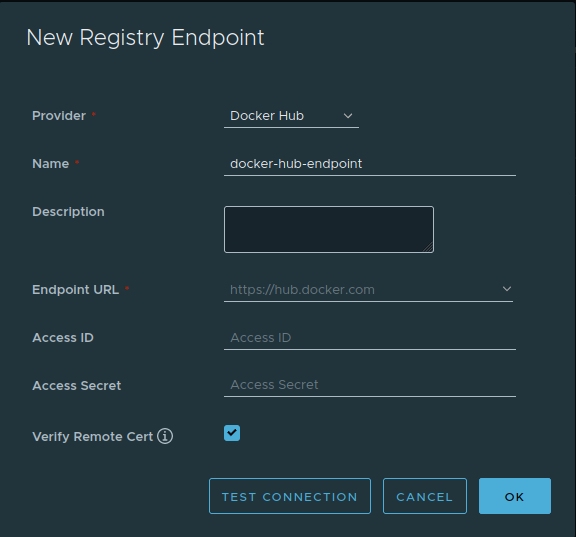 New Registry Endpoint
Provider * Docker Hub
Name * docker-hub-endpoint
Description
Endpoint URL * https://hub.docker.com
Access ID Access ID
Access Secret Access Secret
Verify Remote Cert
TEST CONNECTION CANCEL OK